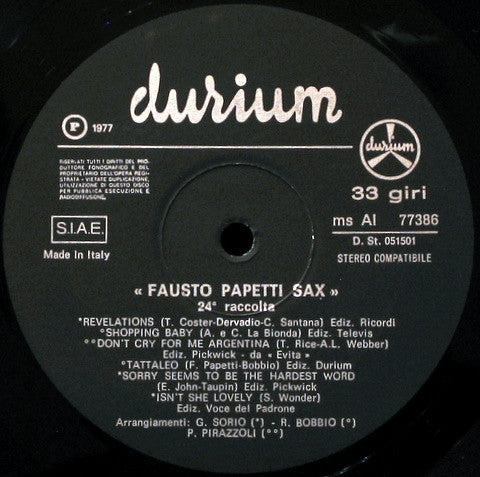 durium
P 1977
RISERVATI TUTTI I DIRITTI DEL PRO-
DUTTORE FONOGRAFICO E DEL
PROPRIETARIO DELL'OPERA REGI-
STRATA - VIETATE DUPLICAZIONE,
UTILIZZAZIONE DI QUESTO DISCO
PER PUBBLICA ESECUZIONE E
RADIODIFFUSIONE.
durium
33 giri
S.I.A.E.
Made in Italy
ms AI 77386
D. St. 051501
STEREO COMPATIBILE
« FAUSTO PAPETTI SAX »
24ª raccolta
*REVELATIONS (T. Coster-Dervadio-C. Santana) Ediz. Ricordi
°SHOPPING BABY (A. e C. La Bionda) Ediz. Televis
°°DON'T CRY FOR ME ARGENTINA (T. Rice-A.L. Webber)
Ediz. Pickwick - da « Evita »
°TATTALEO (F. Papetti-Bobbio) Ediz. Durium
*SORRY SEEMS TO BE THE HARDEST WORD
(E. John-Taupin) Ediz. Pickwick
*ISN'T SHE LOVELY (S. Wonder)
Ediz. Voce del Padrone
Arrangiamenti: G. SORIO (*) - R. BOBBIO (°)
P. PIRAZZOLI (°°)